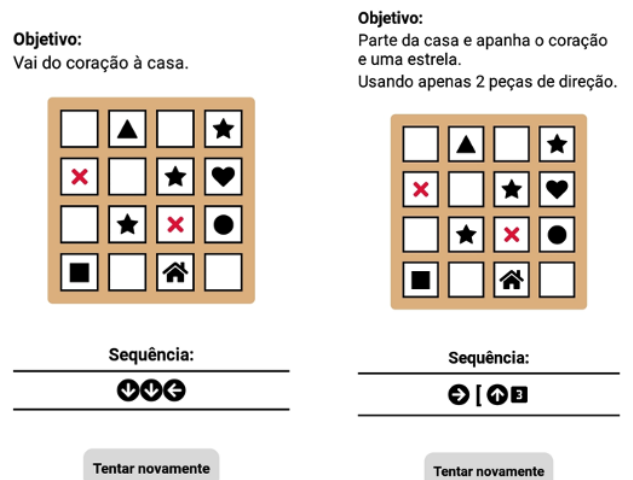 Objetivo:
Vai do coração à casa.
Sequência:
Tentar novamente
Objetivo:
Parte da casa e apanha o coração
e uma estrela.
Usando apenas 2 peças de direção.
Sequência:
[ 3
Tentar novamente